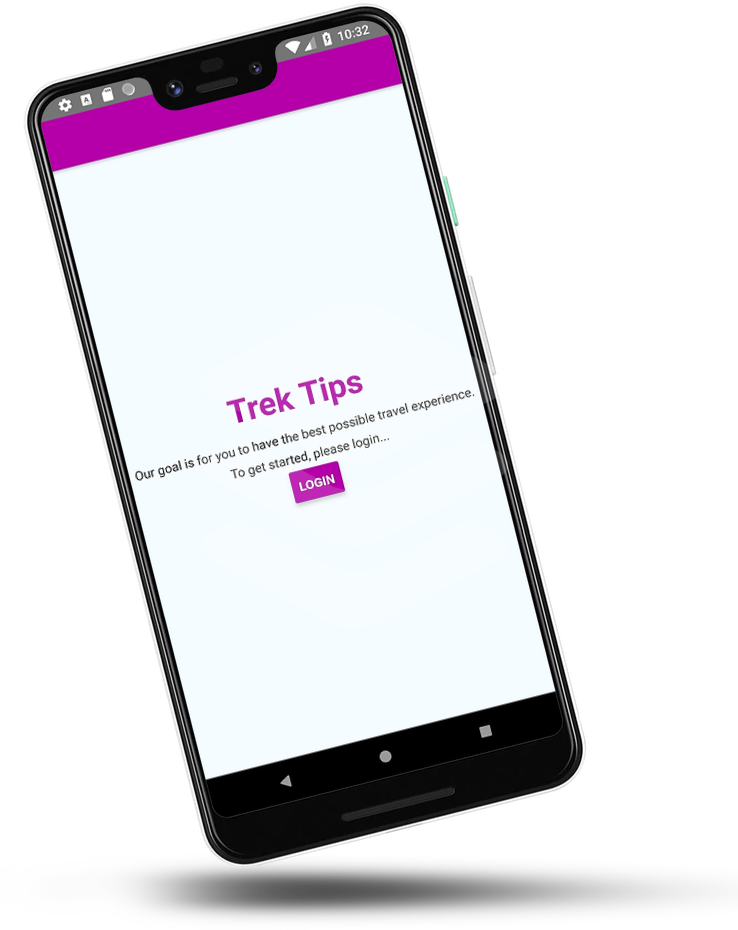 10:32
Trek Tips
Our goal is for you to have the best possible travel experience.
To get started, please login...
LOGIN